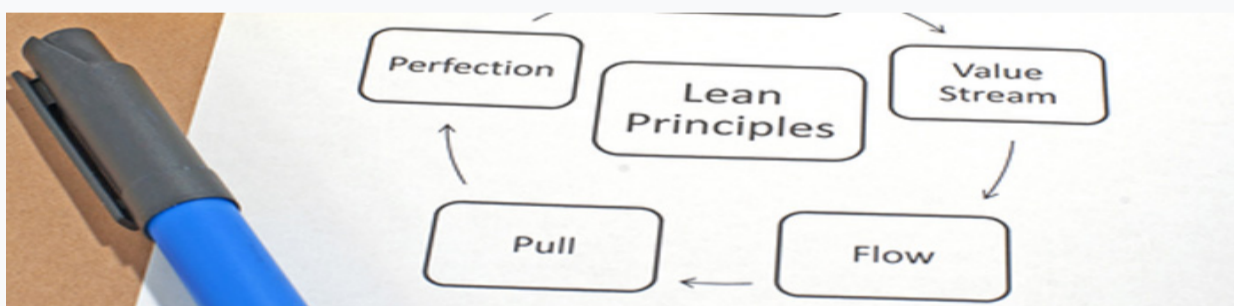 Perfection
Lean
Principles
Value
Stream
Pull
Flow